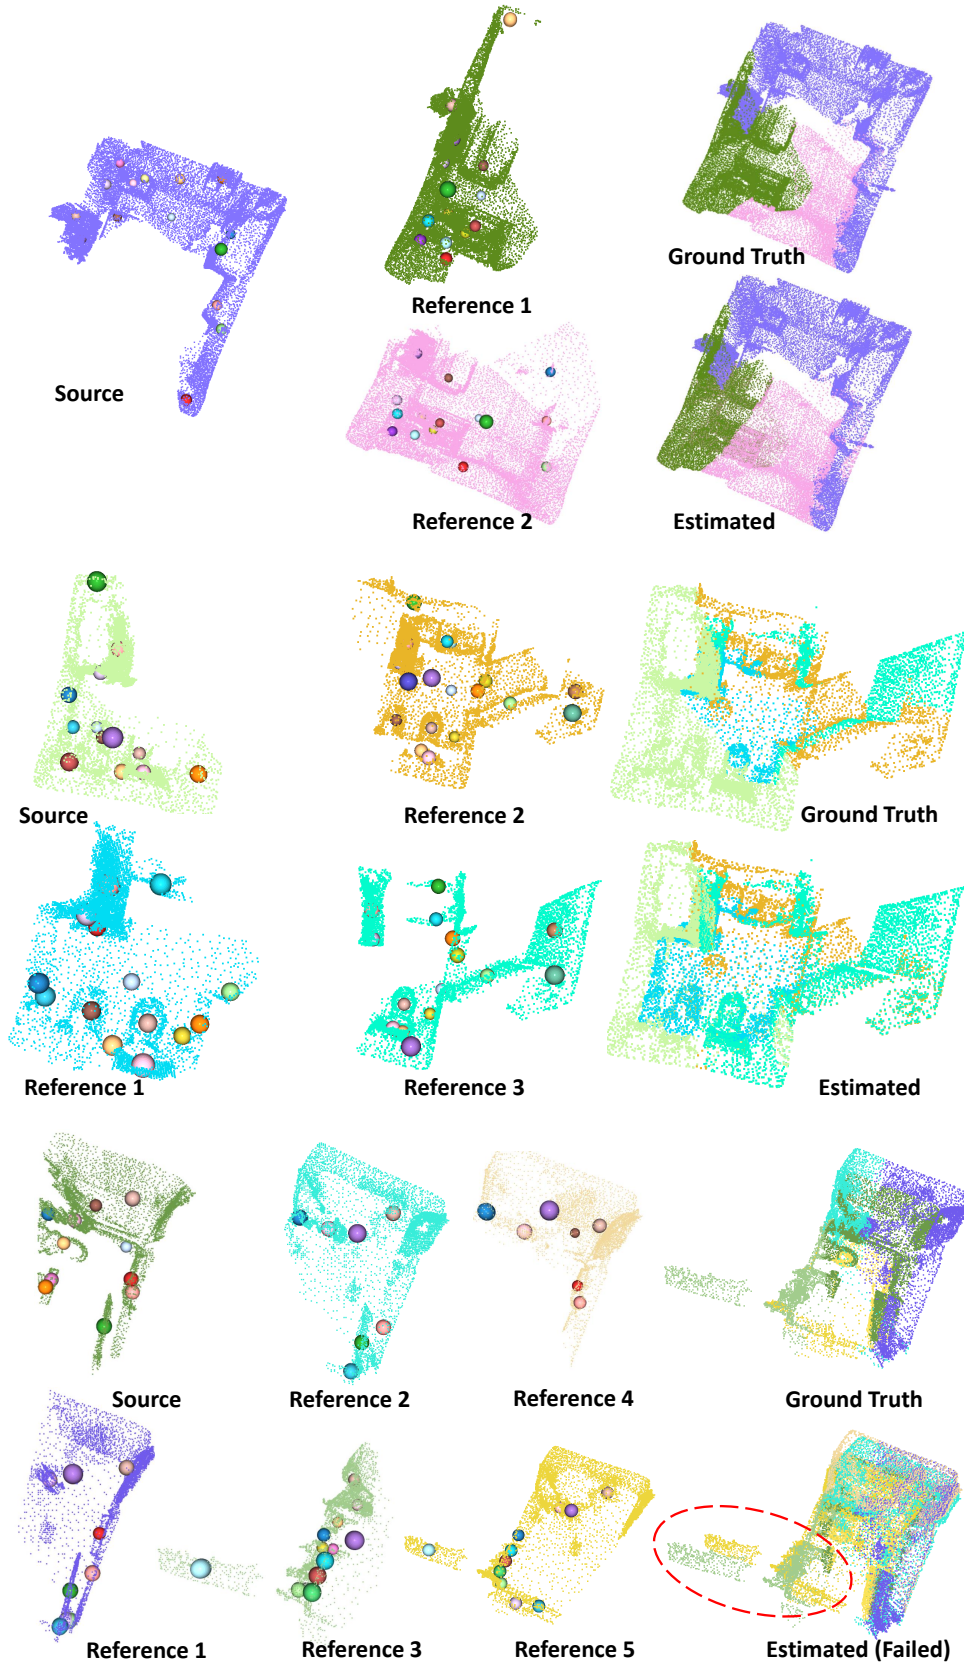 Ground Truth
Reference 1
Source
Reference 2
Estimated
Source
Reference 2
Ground Truth
Reference 1
Reference 3
Estimated
Source
Reference 2
Reference 4
Ground Truth
Reference 1
Reference 3
Reference 5
Estimated (Failed)